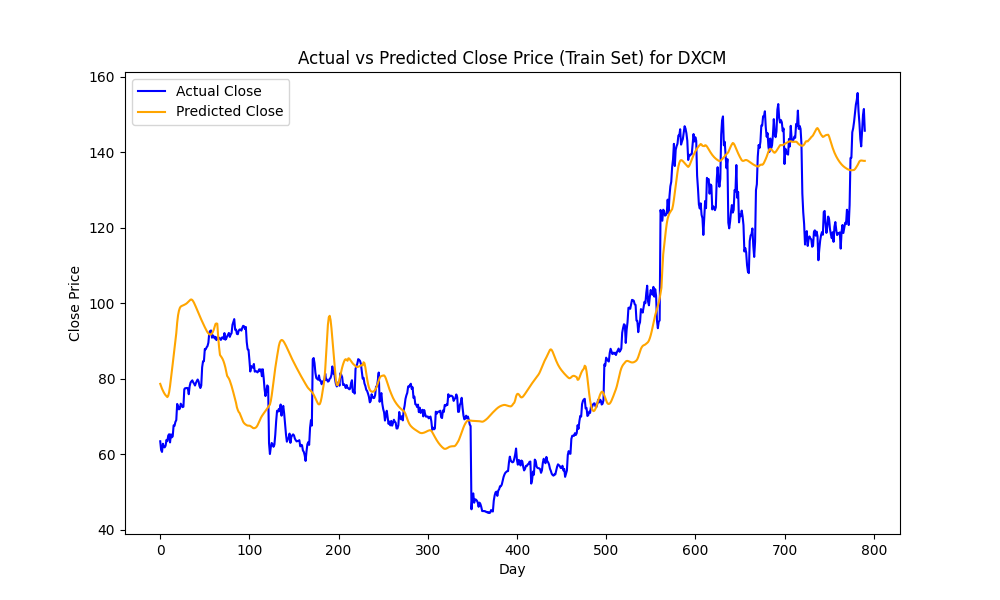 Actual vs Predicted Close Price (Train Set) for DXCM
Actual Close
Predicted Close
160
140
120
100
80
60
40
Close Price
0 100 200 300 400 500 600 700 800
Day